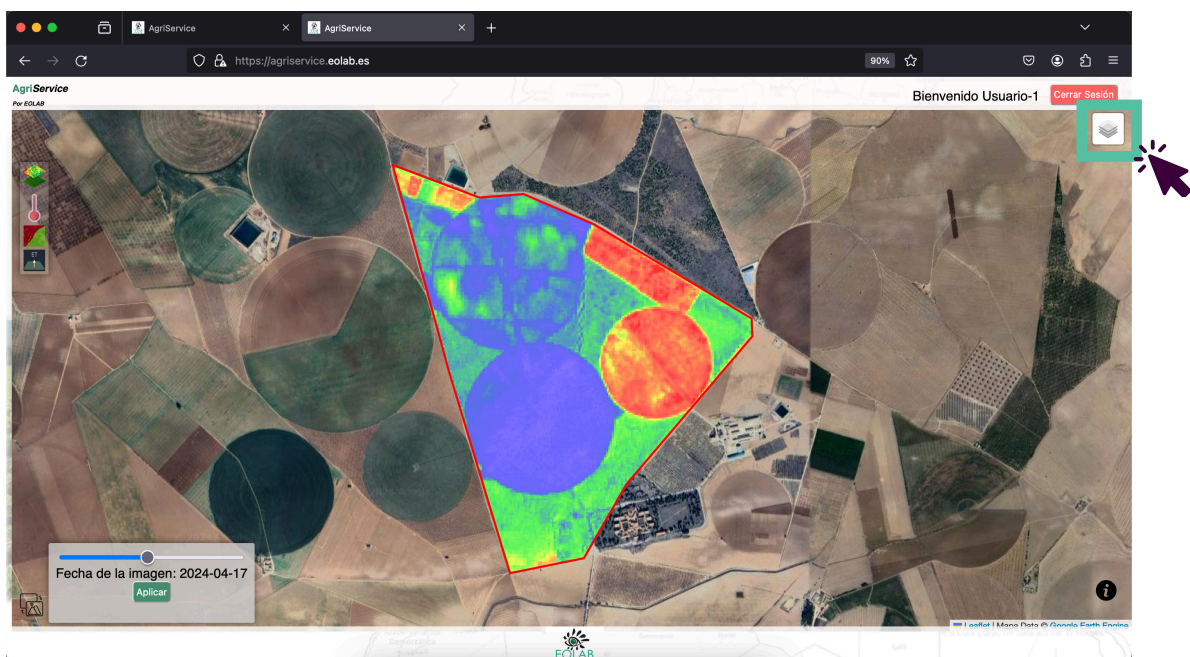 AgriService
AgriService
https://agriservice.eolab.es
90%
AgriService
Por EOLAB
Bienvenido Usuario-1
Cerrar Sesión
ET
Fecha de la imagen: 2024-04-17
Aplicar
i
Leaflet | Mapa Data © Google Earth Engine
EOLAB